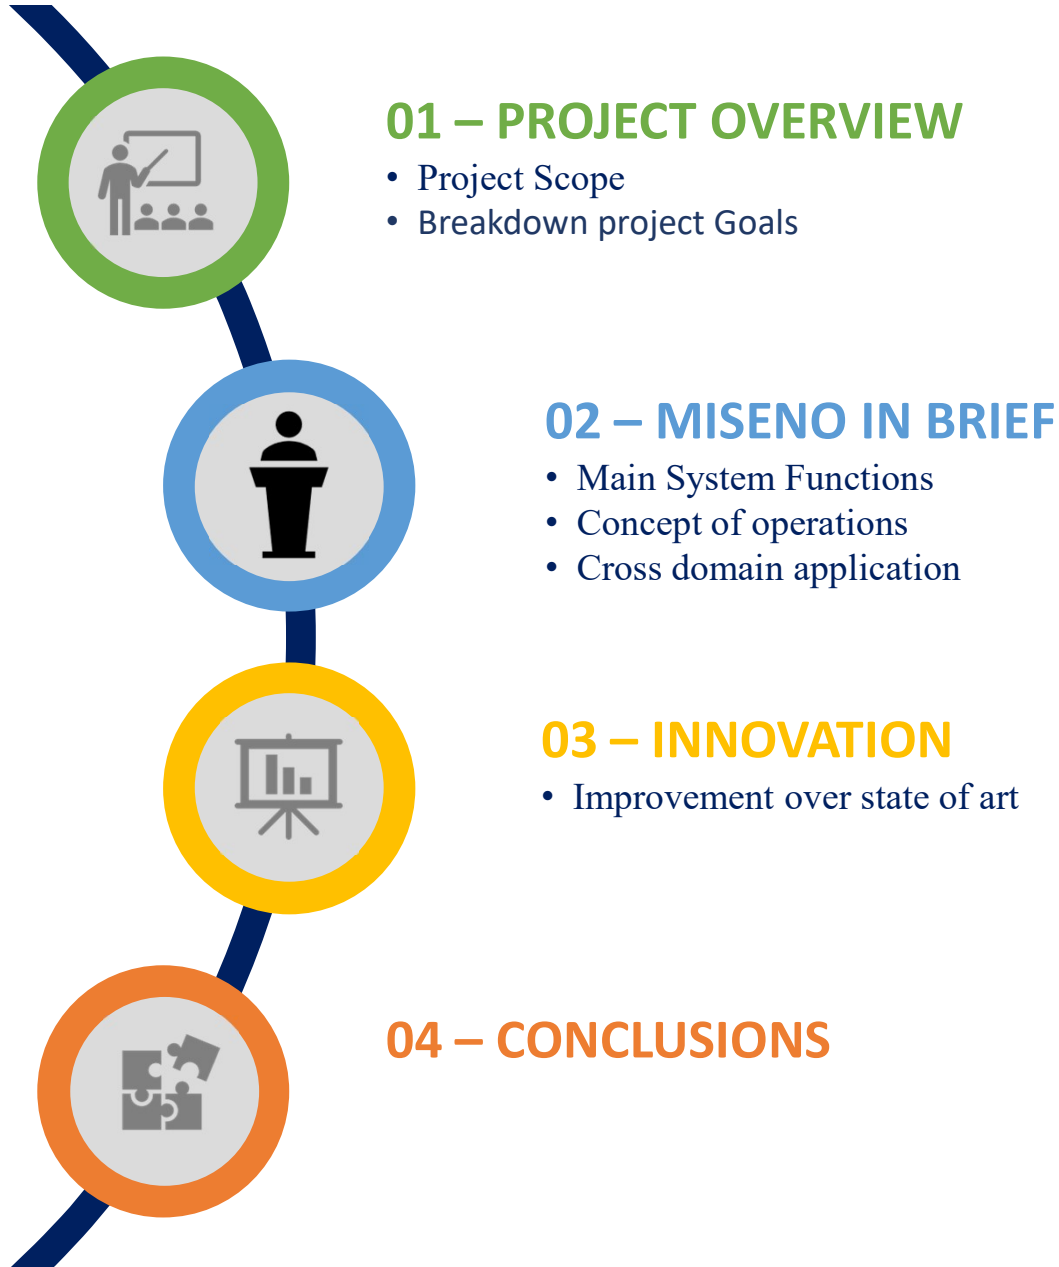 01 – PROJECT OVERVIEW
• Project Scope
• Breakdown project Goals
02 – MISENO IN BRIEF
• Main System Functions
• Concept of operations
• Cross domain application
03 – INNOVATION
• Improvement over state of art
04 – CONCLUSIONS